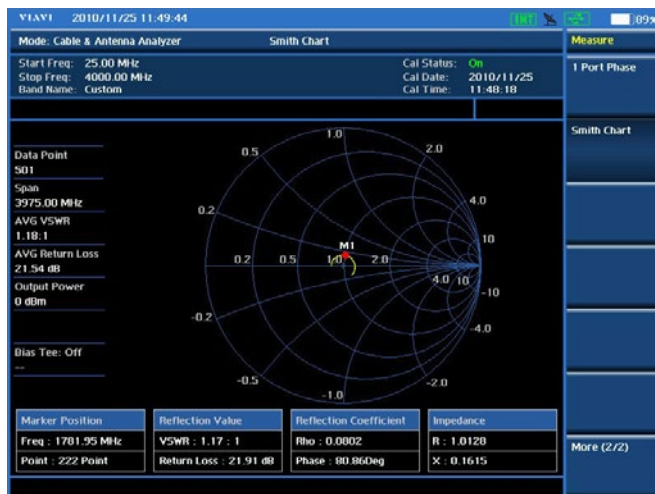 VIAVI 2010/11/25 11:49:44 INT 89%
Mode: Cable & Antenna Analyzer Smith Chart Measure
Start Freq: 25.00 MHz Cal Status: On
Stop Freq: 4000.00 MHz Cal Date: 2010/11/25
Band Name: Custom Cal Time: 11:48:18
1 Port Phase
Smith Chart
More (2/2)
Data Point
501
Span
3975.00 MHz
AVG VSWR
1.18:1
AVG Return Loss
21.54 dB
Output Power
0 dBm
Bias Tee: Off
--
1.0
0.5 2.0
0.2 4.0
10
M1
0.2 0.5 1.0 2.0 4.0 10
-10
-0.2 -4.0
-0.5 -2.0
-1.0
Marker Position Reflection Value Reflection Coefficient Impedance
Freq : 1781.95 MHz VSWR : 1.17 : 1 Rho : 0.0802 R : 1.0128
Point : 222 Point Return Loss : 21.91 dB Phase : 80.86Deg X : 0.1615